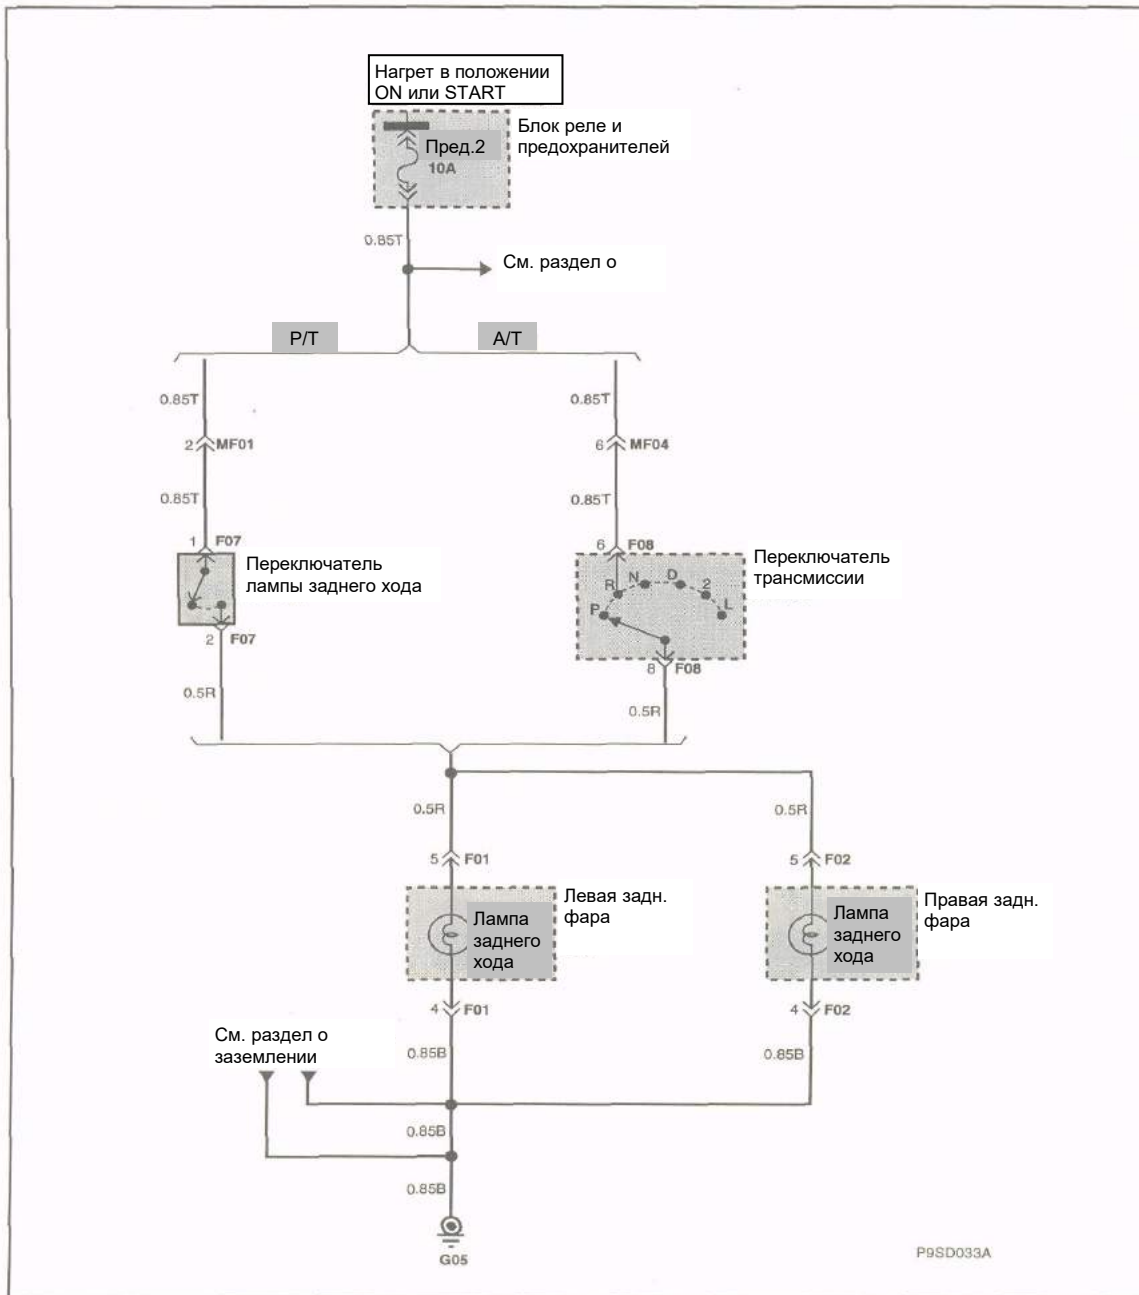 Нагрет в положении
ON или START
Блок реле и
предохранителей
Пред.2
10A
0.85T
См. раздел о
P/T
A/T
0.85T
0.85T
2 MF01
6 MF04
0.85T
0.85T
1 F07
6 F08
Переключатель
лампы заднего хода
Переключатель
трансмиссии
P R N D 2 L
2 F07
8 F08
0.5R
0.5R
0.5R
0.5R
5 F01
5 F02
Левая задн.
фара
Лампа
заднего
хода
Правая задн.
фара
Лампа
заднего
хода
4 F01
4 F02
См. раздел о
заземлении
0.85B
0.85B
0.85B
0.85B
G05
P9SD033A